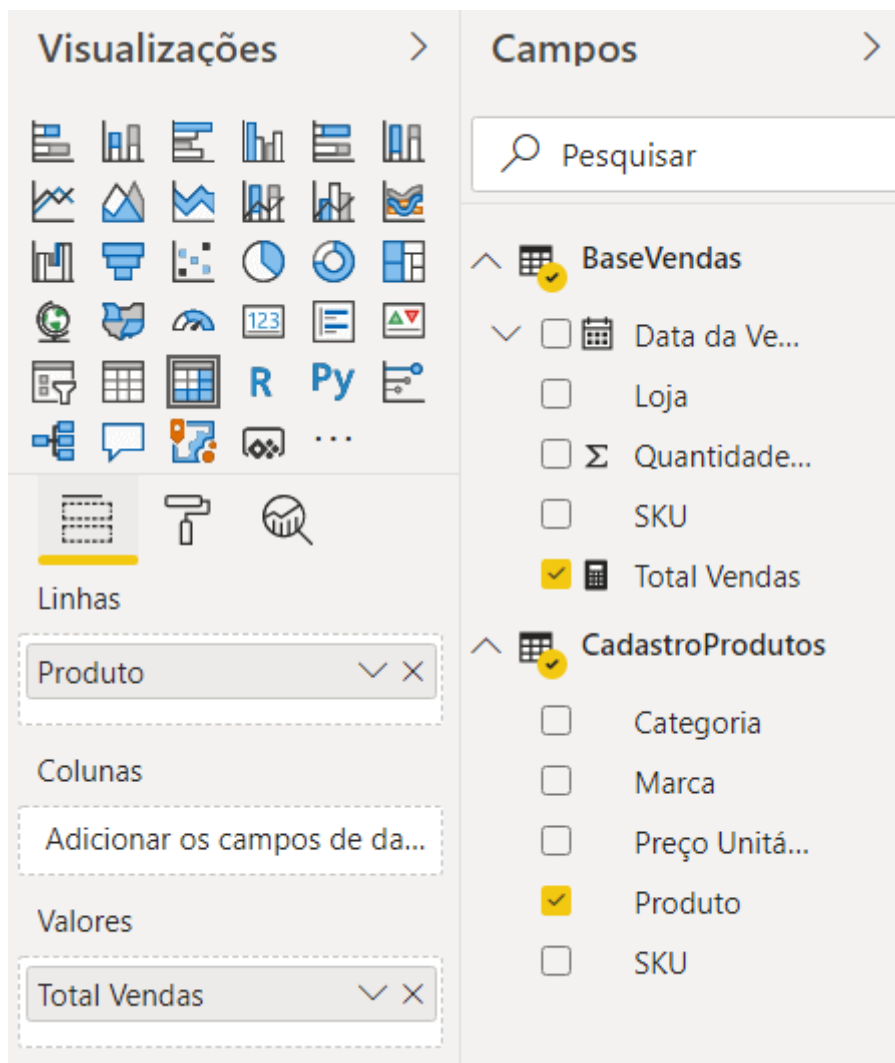 Visualizações
123
R Py
...
Linhas
Produto
Colunas
Adicionar os campos de da...
Valores
Total Vendas
Campos
Pesquisar
BaseVendas
Data da Ve...
Loja
Σ Quantidade...
SKU
Total Vendas
CadastroProdutos
Categoria
Marca
Preço Unitá...
Produto
SKU